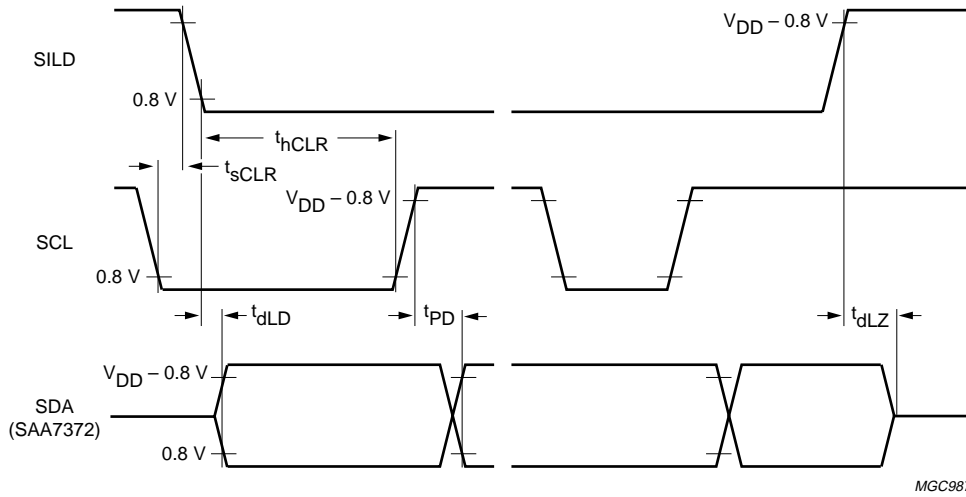 V_DD – 0.8 V
SILD
0.8 V
t_hCLR
t_sCLR
V_DD – 0.8 V
SCL
0.8 V
t_dLD
t_PD
t_dLZ
V_DD – 0.8 V
SDA
(SAA7372)
0.8 V